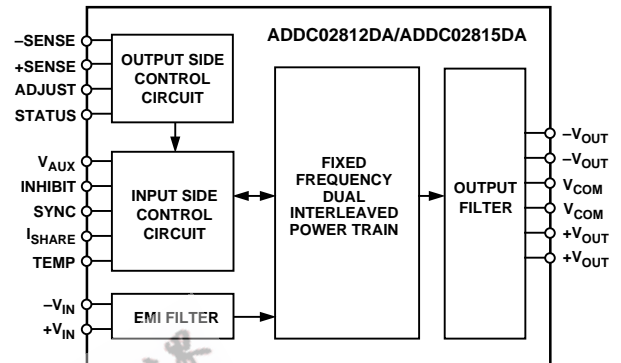 ADDC02812DA/ADDC02815DA
–SENSE
+SENSE
ADJUST
STATUS
OUTPUT SIDE
CONTROL
CIRCUIT
VAUX
INHIBIT
SYNC
ISHARE
TEMP
INPUT SIDE
CONTROL
CIRCUIT
–VIN
+VIN
EMI FILTER
FIXED
FREQUENCY
DUAL
INTERLEAVED
POWER TRAIN
OUTPUT
FILTER
–VOUT
–VOUT
VCOM
VCOM
+VOUT
+VOUT